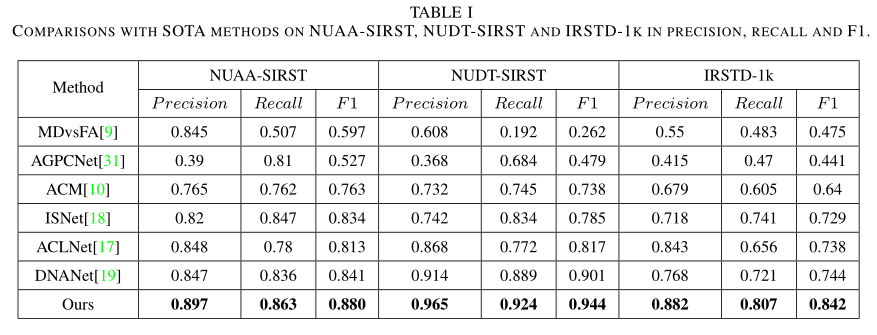 TABLE I
COMPARISONS WITH SOTA METHODS ON NUAA-SIRST, NUDT-SIRST AND IRSTD-1K IN PRECISION, RECALL AND F1.
Method NUAA-SIRST NUDT-SIRST IRSTD-1k
Precision Recall F1 Precision Recall F1 Precision Recall F1
MDvsFA[9] 0.845 0.507 0.597 0.608 0.192 0.262 0.55 0.483 0.475
AGPCNet[31] 0.39 0.81 0.527 0.368 0.684 0.479 0.415 0.47 0.441
ACM[10] 0.765 0.762 0.763 0.732 0.745 0.738 0.679 0.605 0.64
ISNet[18] 0.82 0.847 0.834 0.742 0.834 0.785 0.718 0.741 0.729
ACLNet[17] 0.848 0.78 0.813 0.868 0.772 0.817 0.843 0.656 0.738
DNANet[19] 0.847 0.836 0.841 0.914 0.889 0.901 0.768 0.721 0.744
Ours 0.897 0.863 0.880 0.965 0.924 0.944 0.882 0.807 0.842